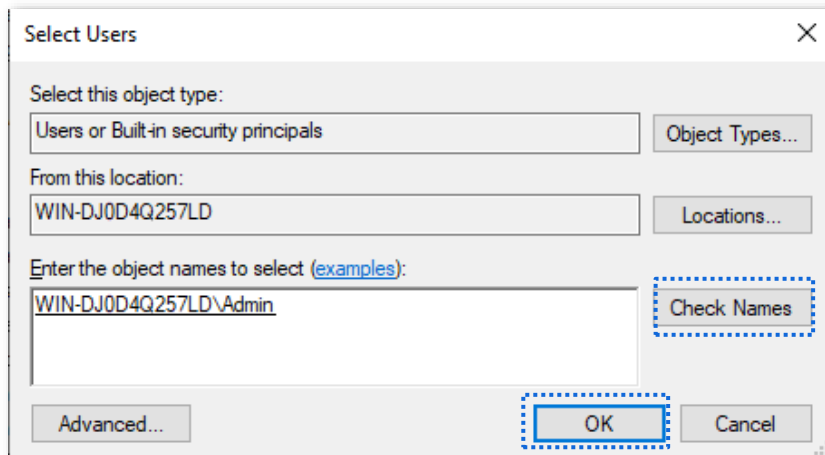 Select Users
Select this object type:
Users or Built-in security principals
Object Types...
From this location:
WIN-DJ0D4Q257LD
Locations...
Enter the object names to select (examples):
WIN-DJ0D4Q257LD\Admin
Check Names
Advanced...
OK
Cancel